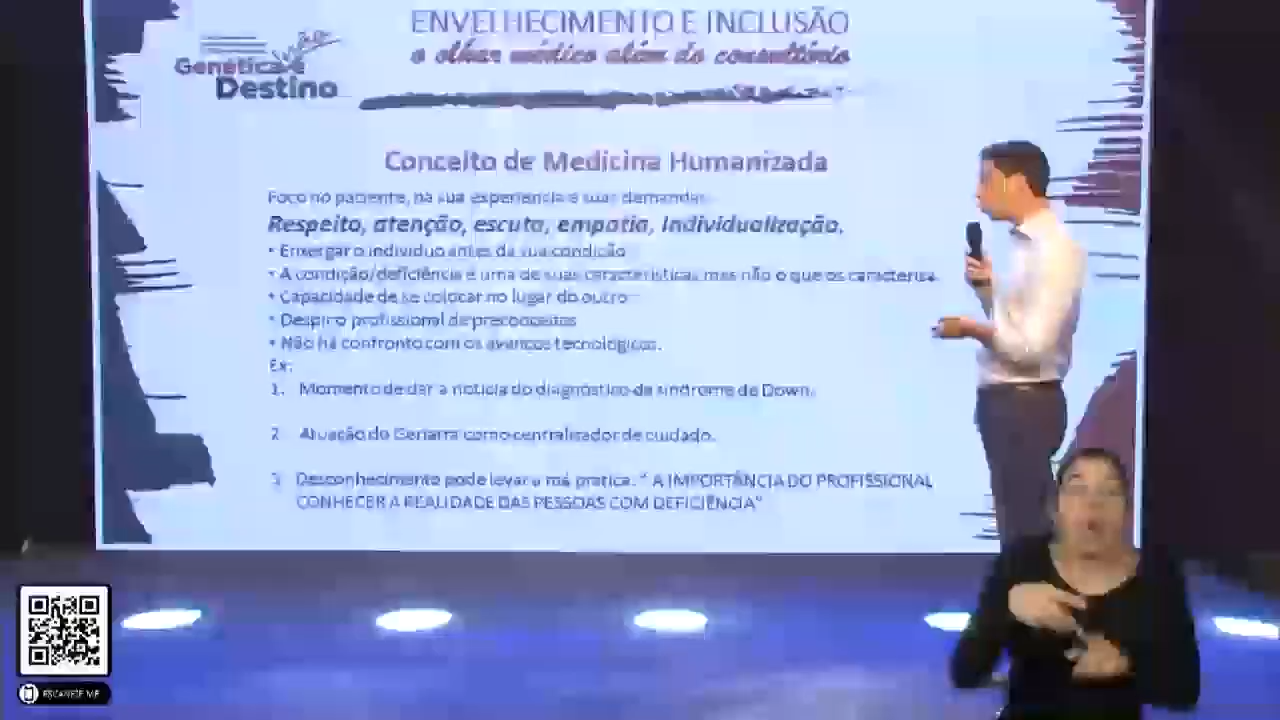 ENVELHECIMENTO E INCLUSÃO
o olhar médico além do consultório
Genética
Destino
Conceito de Medicina Humanizada
Foco no paciente, na sua experiência e suas demandas.
Respeito, atenção, escuta, empatia, Individualização.
• Enxergar o indivíduo antes da sua condição
• A condição/deficiência é uma de suas características, mas não o que os caracteriza.
• Capacidade de se colocar no lugar do outro
• Despir o profissional de preconceitos
• Não há confronto com os avanços tecnológicos.
Ex:
1. Momento de dar a notícia do diagnóstico da síndrome de Down.
2. Atuação do Geriatra como centralizador de cuidado.
3 Desconhecimento pode levar a má pratica. " A IMPORTÂNCIA DO PROFISSIONAL
CONHECER A REALIDADE DAS PESSOAS COM DEFICIÊNCIA"
ESCANEIE ME